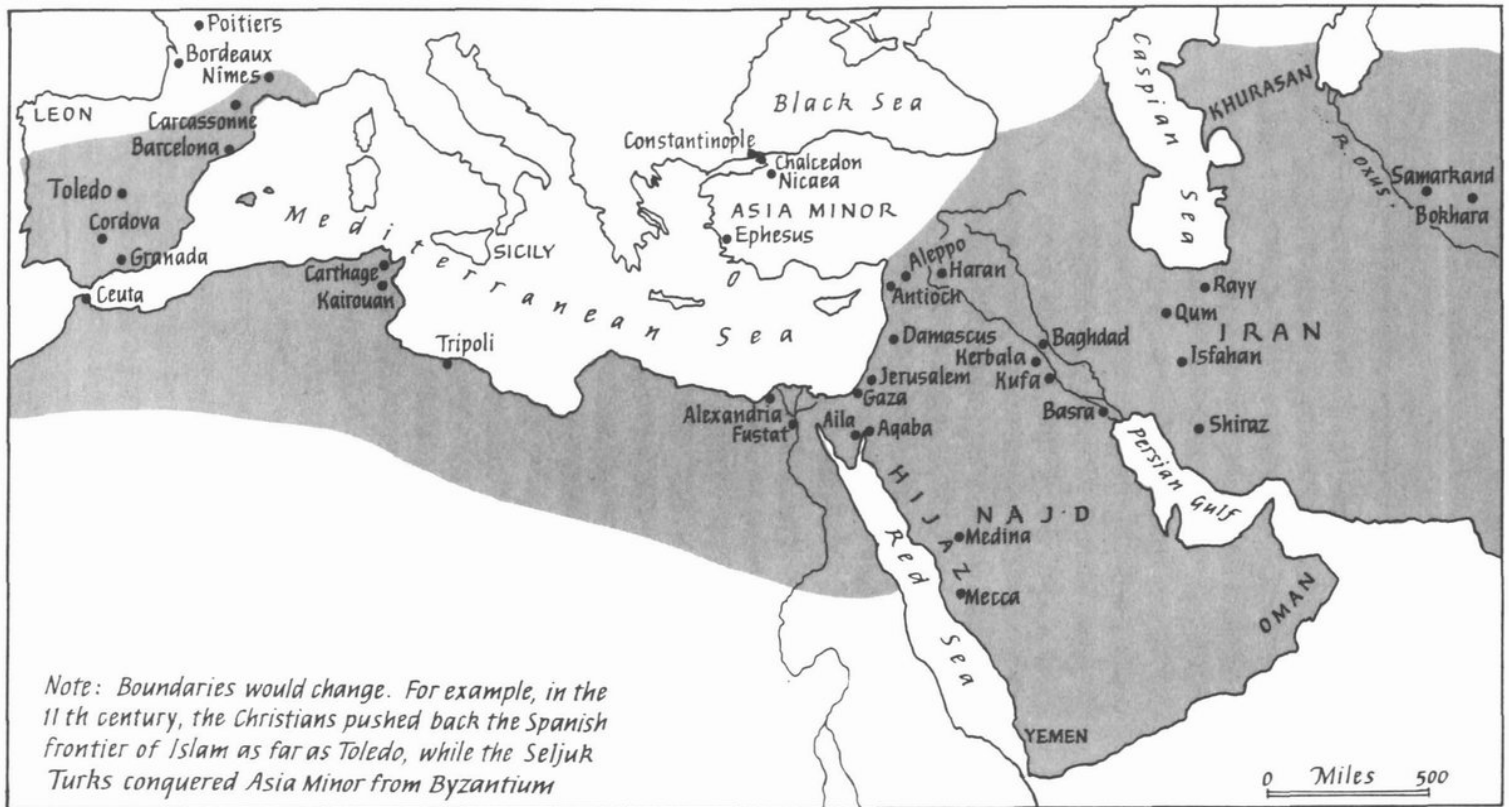 Poitiers
Bordeaux
Nîmes
LEON
Carcassonne
Barcelona
Toledo
Cordova
Granada
Ceuta
Mediterranean Sea
Carthage
Kairouan
SICILY
Tripoli
Black Sea
Constantinople
Chalcedon
Nicaea
ASIA MINOR
Ephesus
Caspian Sea
KHURASAN
R. Oxus.
Samarkand
Bokhara
Aleppo
Haran
Antioch
Rayy
Qum
IRAN
Isfahan
Damascus
Baghdad
Kerbala
Kufa
Jerusalem
Gaza
Alexandria
Fustat
Aila
Aqaba
Basra
Shiraz
Persian Gulf
HIJAZ
NAJD
Medina
Mecca
Red Sea
OMAN
YEMEN
Note: Boundaries would change. For example, in the
11th century, the Christians pushed back the Spanish
frontier of Islam as far as Toledo, while the Seljuk
Turks conquered Asia Minor from Byzantium
0 Miles 500